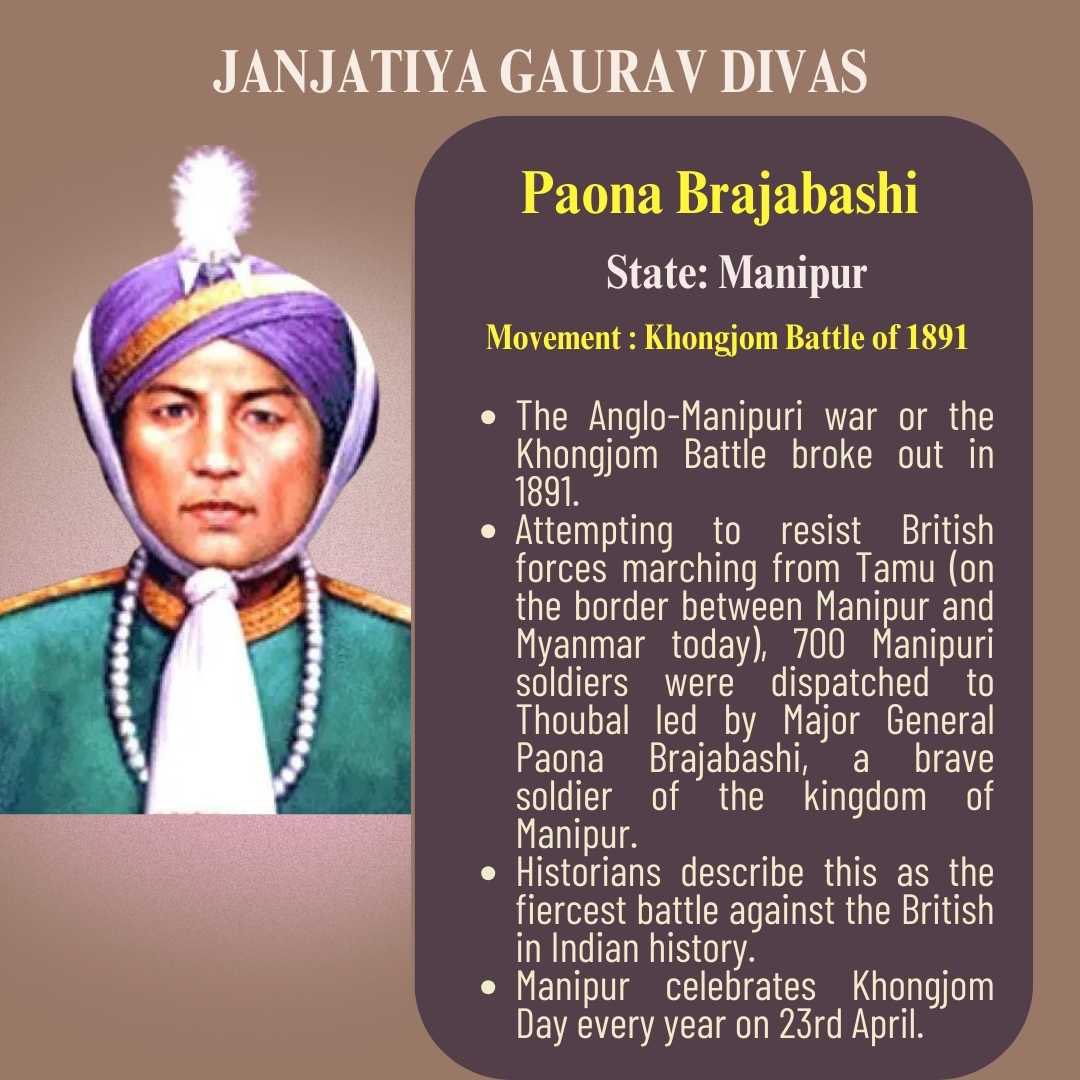 JANJATIYA GAURAV DIVAS
Paona Brajabashi
State: Manipur
Movement : Khongjom Battle of 1891
• The Anglo-Manipuri war or the
Khongjom Battle broke out in
1891.
• Attempting to resist British
forces marching from Tamu (on
the border between Manipur and
Myanmar today), 700 Manipuri
soldiers were dispatched to
Thoubal led by Major General
Paona Brajabashi, a brave
soldier of the kingdom of
Manipur.
• Historians describe this as the
fiercest battle against the British
in Indian history.
• Manipur celebrates Khongjom
Day every year on 23rd April.